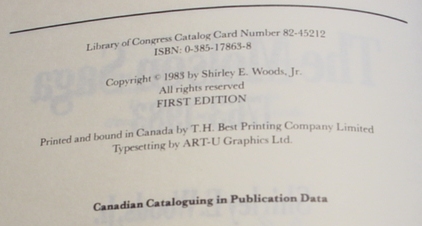 Library of Congress Catalog Card Number 82-45212
ISBN: 0-385-17863-8
Copyright © 1983 by Shirley E. Woods, Jr.
All rights reserved
FIRST EDITION
Printed and bound in Canada by T.H. Best Printing Company Limited
Typesetting by ART-U Graphics Ltd.
Canadian Cataloguing in Publication Data